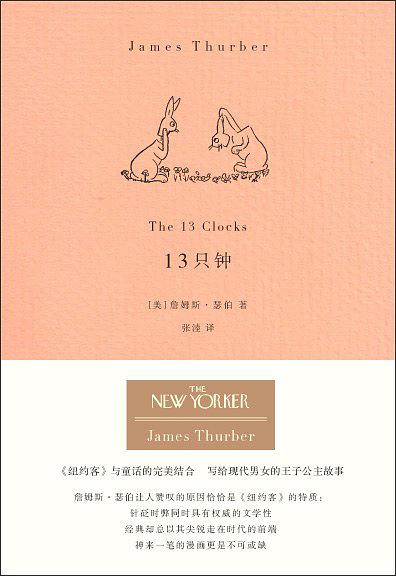 James Thurber
The 13 Clocks
13只钟
[美] 詹姆斯·瑟伯 著
张滢 译
THE
NEW YORKER
James Thurber
《纽约客》与童话的完美结合 写给现代男女的王子公主故事
詹姆斯·瑟伯让人赞叹的原因恰恰是《纽约客》的特质：
针砭时弊同时具有权威的文学性
经典却总以其尖锐走在时代的前端
神来一笔的漫画更是不可或缺